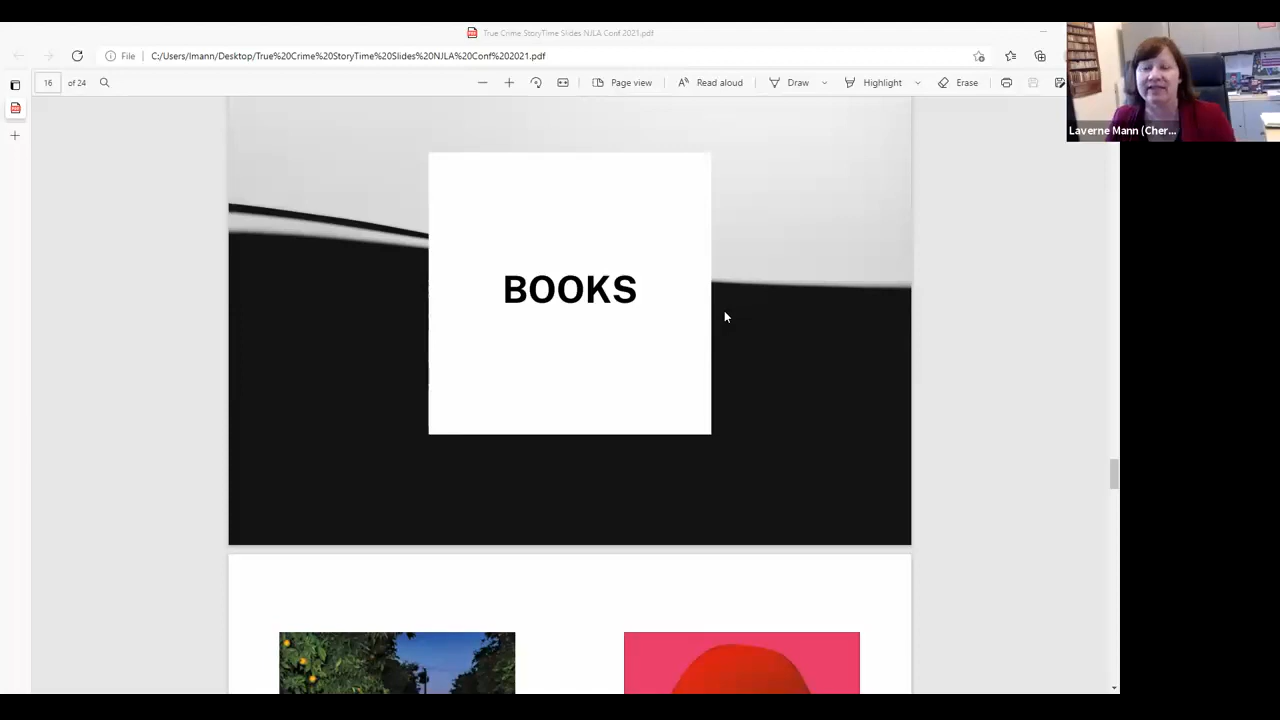 True Crime StoryTime Slides NJLA Conf 2021.pdf
File C:/Users/lmann/Desktop/True%20Crime%20StoryTime%20Slides%20NJLA%20Conf%202021.pdf
16 of 24 Page view Read aloud Draw Highlight Erase
Laverne Mann (Cher...
BOOKS